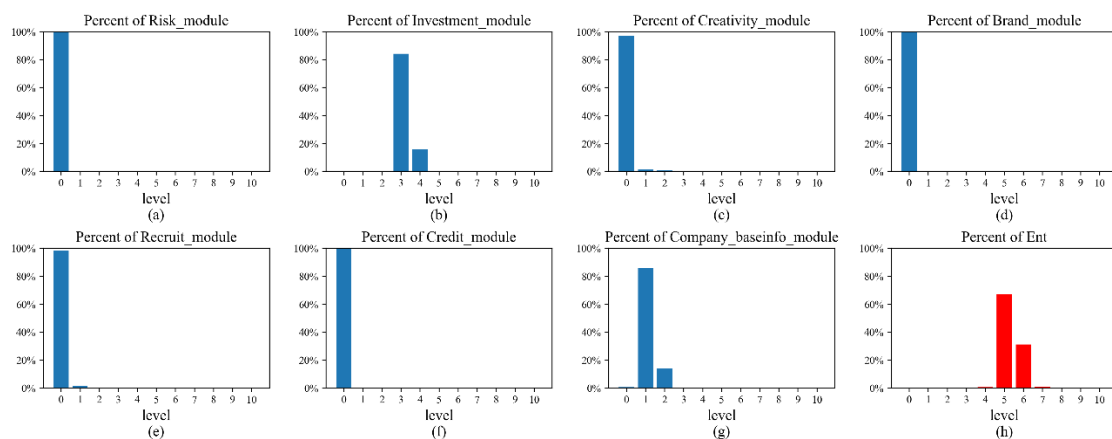 Percent of Risk_module
100%
80%
60%
40%
20%
0%
0 1 2 3 4 5 6 7 8 9 10
level
(a)
Percent of Investment_module
100%
80%
60%
40%
20%
0%
0 1 2 3 4 5 6 7 8 9 10
level
(b)
Percent of Creativity_module
100%
80%
60%
40%
20%
0%
0 1 2 3 4 5 6 7 8 9 10
level
(c)
Percent of Brand_module
100%
80%
60%
40%
20%
0%
0 1 2 3 4 5 6 7 8 9 10
level
(d)
Percent of Recruit_module
100%
80%
60%
40%
20%
0%
0 1 2 3 4 5 6 7 8 9 10
level
(e)
Percent of Credit_module
100%
80%
60%
40%
20%
0%
0 1 2 3 4 5 6 7 8 9 10
level
(f)
Percent of Company_baseinfo_module
100%
80%
60%
40%
20%
0%
0 1 2 3 4 5 6 7 8 9 10
level
(g)
Percent of Ent
100%
80%
60%
40%
20%
0%
0 1 2 3 4 5 6 7 8 9 10
level
(h)